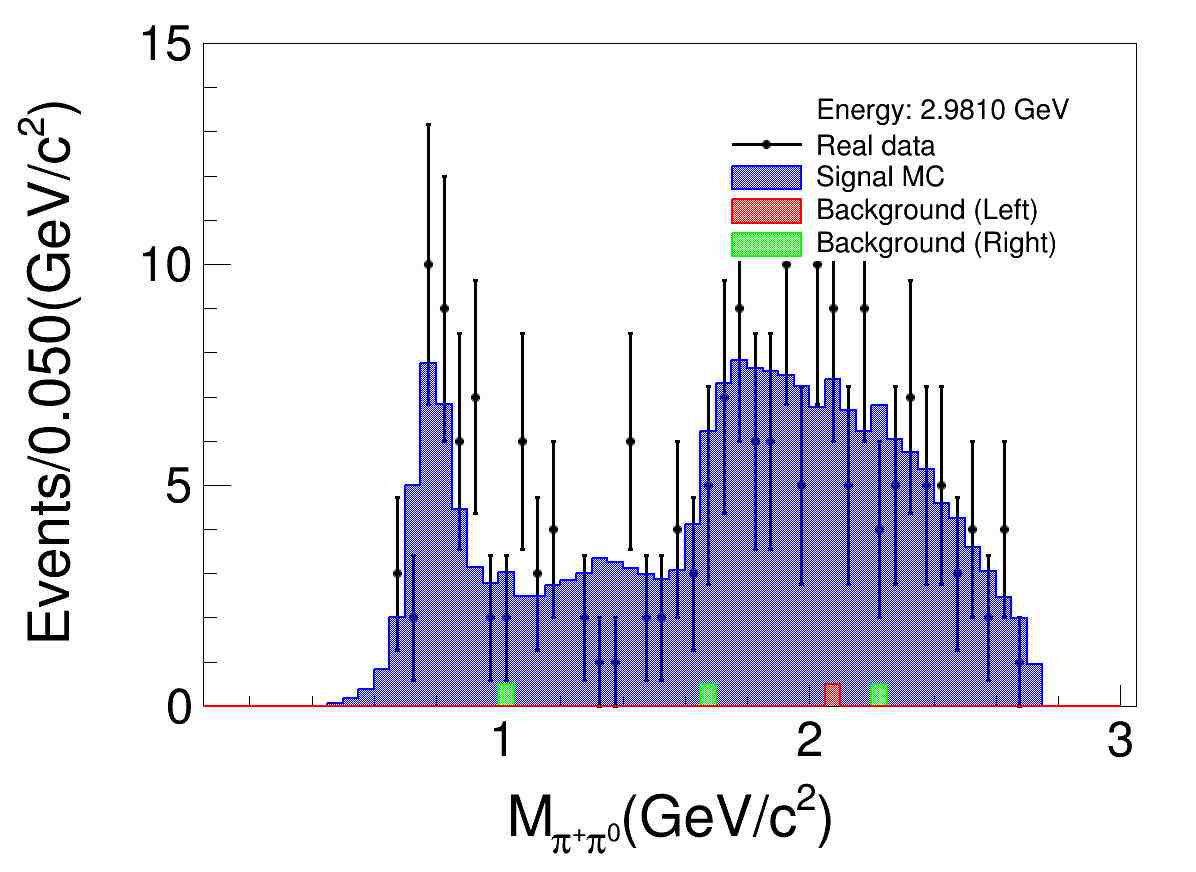 15
10
5
0
Events/0.050(GeV/c²)
Energy: 2.9810 GeV
Real data
Signal MC
Background (Left)
Background (Right)
1 2 3
M_π⁺π⁰(GeV/c²)